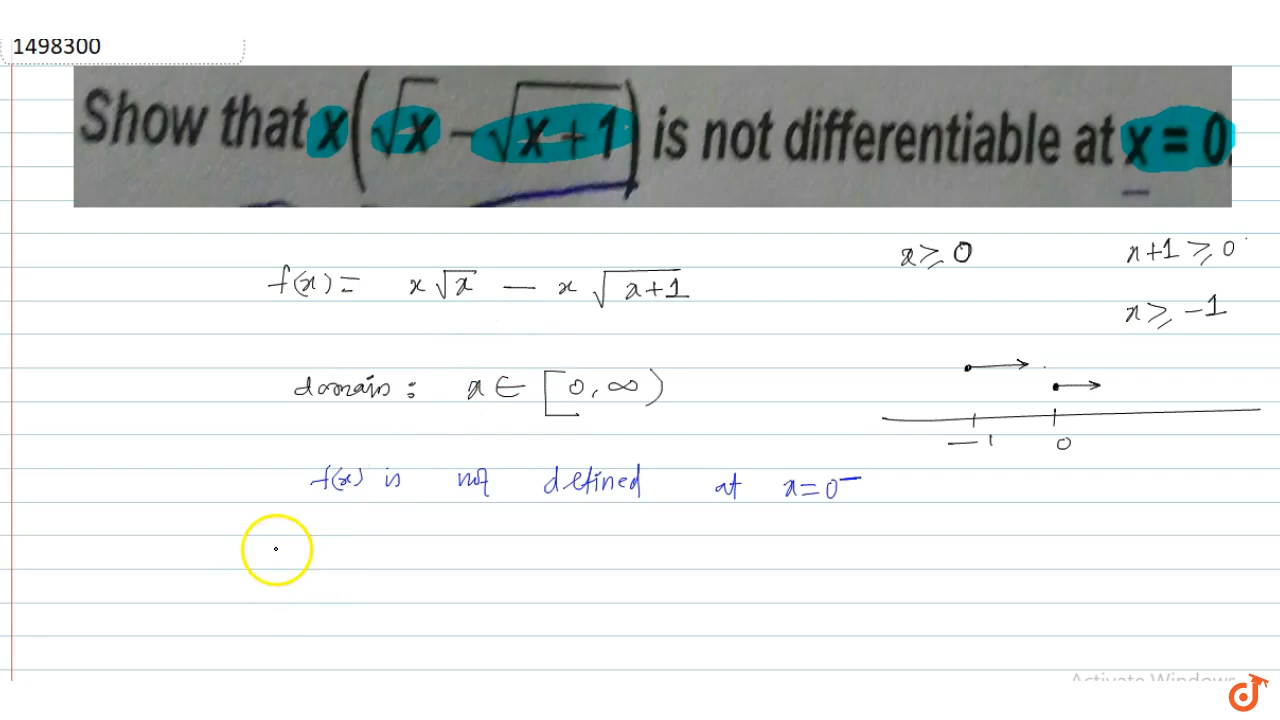 1498300
Show that x(√x − √x + 1) is not differentiable at x = 0.
x ≥ 0
x+1 ≥ 0
f(x) = x√x — x√x+1
x ≥ -1
domain : x ∈ [0, ∞)
—1 0
f(x) is not defined at x = 0⁻
Activate Windows
d